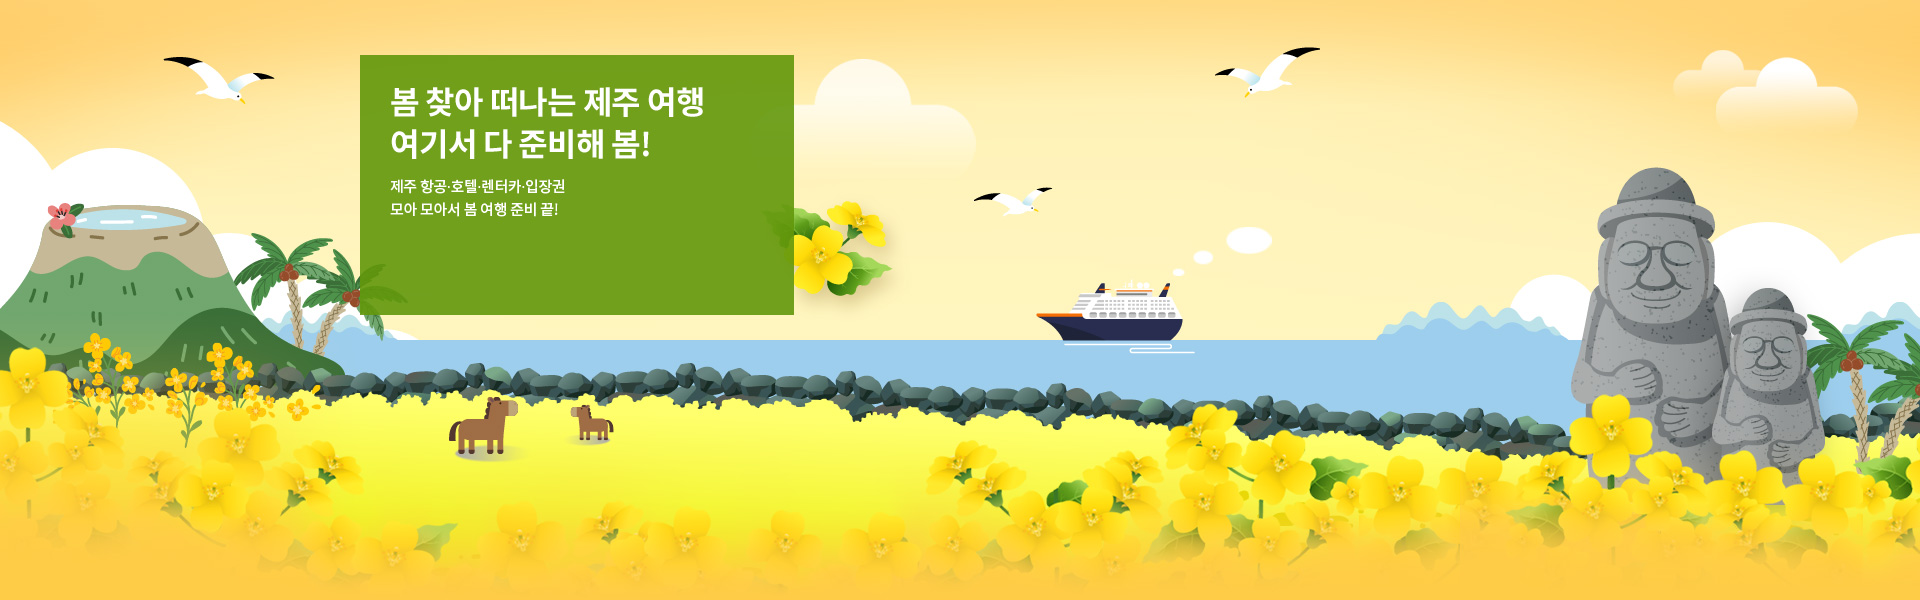 봄 찾아 떠나는 제주 여행
여기서 다 준비해 봄!
제주 항공·호텔·렌터카·입장권
모아 모아서 봄 여행 준비 끝!